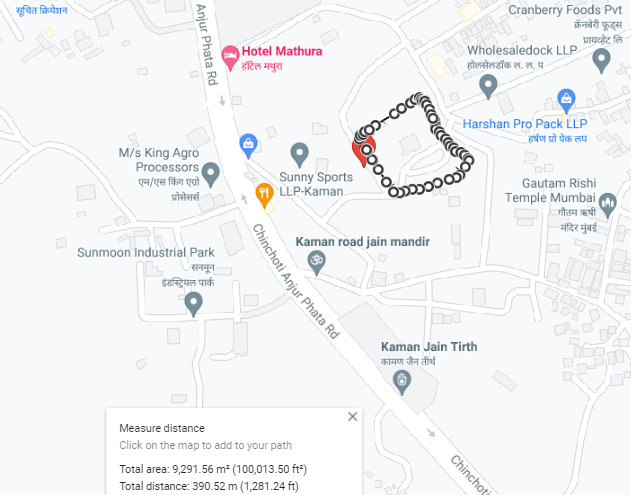 सूचित क्रियेशन
Anjur Phata Rd
Hotel Mathura
हॉटेल मथुरा
Cranberry Foods Pvt
क्रॅनबेरी फूड्स
प्रायव्हेट लि
Wholesaledock LLP
होलसेलडॉक ल. ल. प
Harshan Pro Pack LLP
हर्षण प्रो पेक लप
M/s King Agro
Processors
एम/एस किंग एग्रो
प्रोसेसर्स
Sunny Sports
LLP-Kaman
Gautam Rishi
Temple Mumbai
गौतम ऋषी
मंदिर मुंबई
Kaman road jain mandir
Sunmoon Industrial Park
सनमून
इंडस्ट्रियल पार्क
Chinchoti Anjur Phata Rd
Kaman Jain Tirth
कामण जैन तीर्थ
Chinchoti
Measure distance
Click on the map to add to your path
Total area: 9,291.56 m² (100,013.50 ft²)
Total distance: 390.52 m (1,281.24 ft)